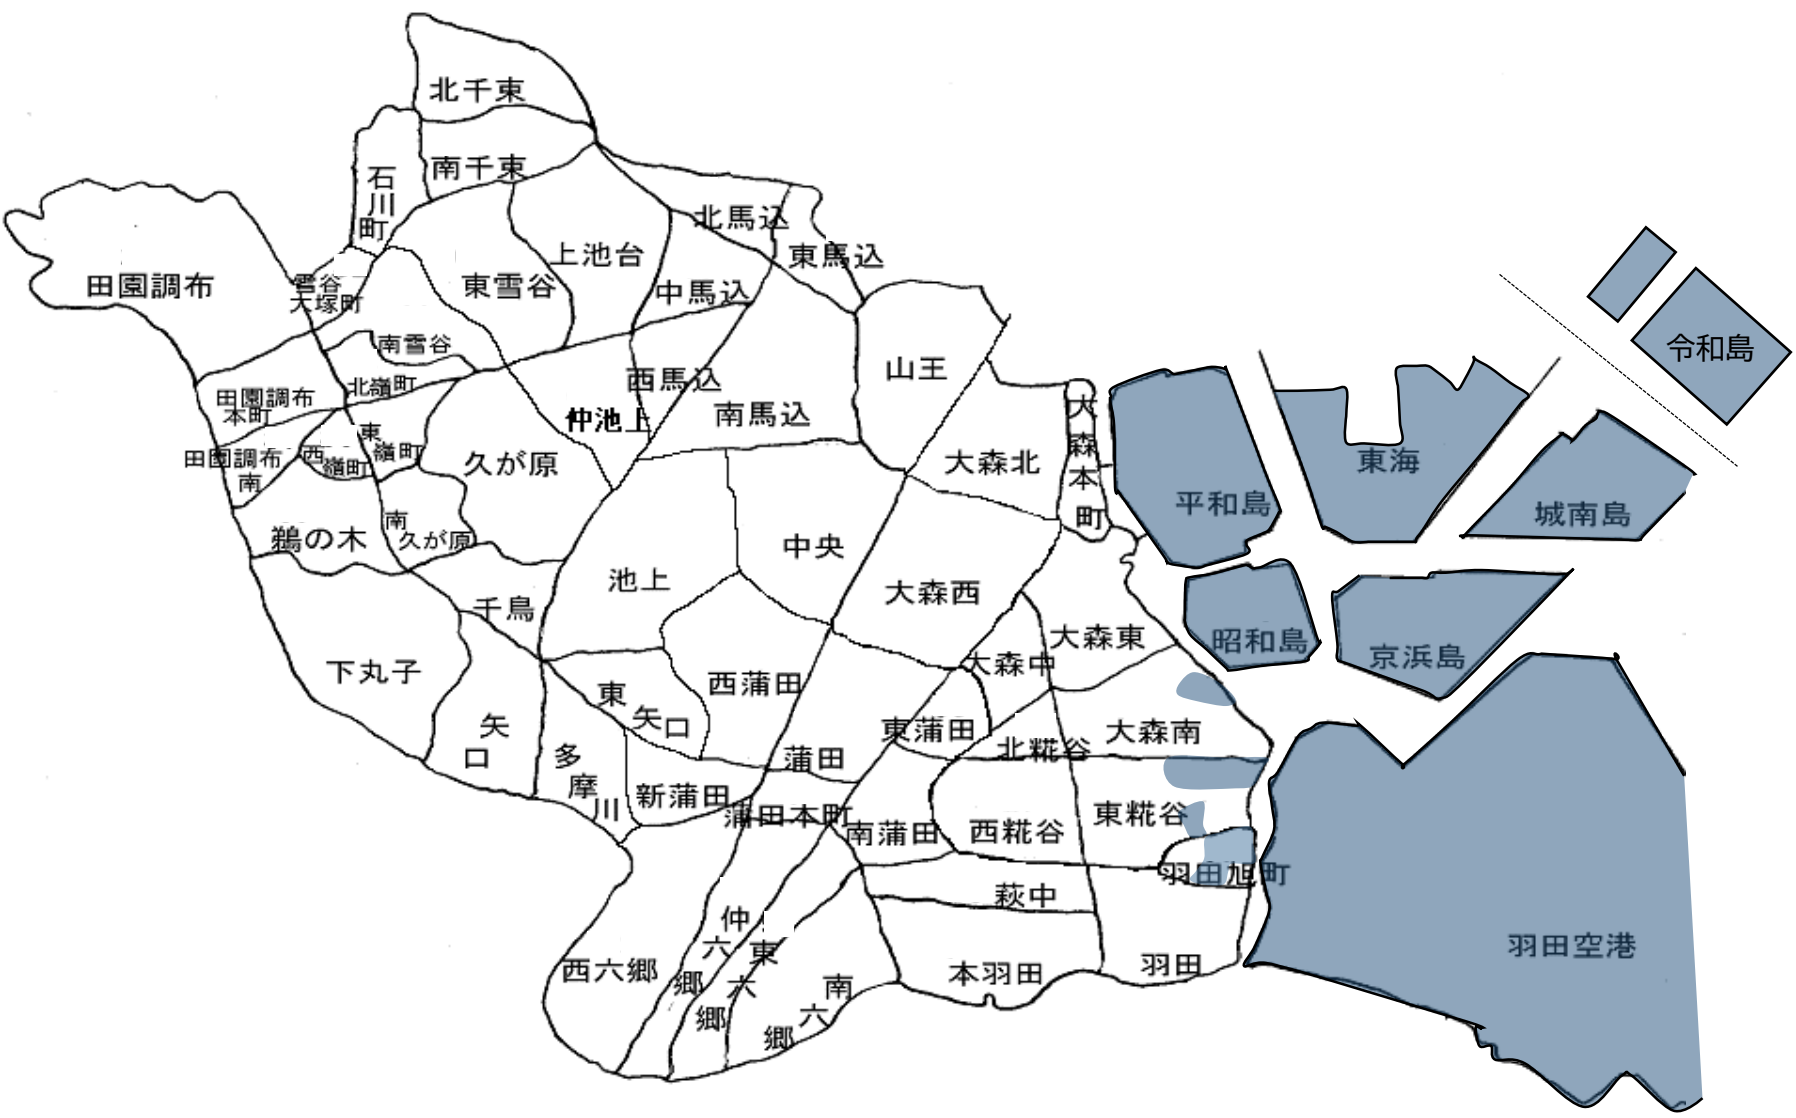 北千束
南千束
石川町
北馬込
東馬込
上池台
中馬込
東雪谷
田園調布
雪谷
大塚町
南雪谷
北嶺町
田園調布
本町
西馬込
南馬込
仲池上
山王
大森北
大森本町
令和島
東海
平和島
城南島
東嶺町
西嶺町
田園調布
南
久が原
南
久が原
鵜の木
池上
中央
大森西
千鳥
大森東
大森中
昭和島
京浜島
下丸子
矢口
東矢口
西蒲田
東蒲田
北糀谷
大森南
多摩川
新蒲田
蒲田
蒲田本町
南蒲田
西糀谷
東糀谷
羽田旭町
萩中
西六郷
仲六郷
東六郷
南六郷
本羽田
羽田
羽田空港